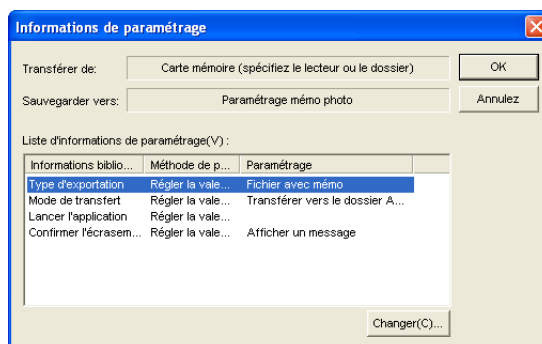 Informations de paramétrage
Transférer de: Carte mémoire (spécifiez le lecteur ou le dossier) OK
Sauvegarder vers: Paramétrage mémo photo Annulez
Liste d'informations de paramétrage(V) :
Informations biblio... Méthode de p... Paramétrage
Type d'exportation Régler la vale... Fichier avec mémo
Mode de transfert Régler la vale... Transférer vers le dossier A...
Lancer l'application Régler la vale...
Confirmer l'écrasem... Régler la vale... Afficher un message
Changer(C)...